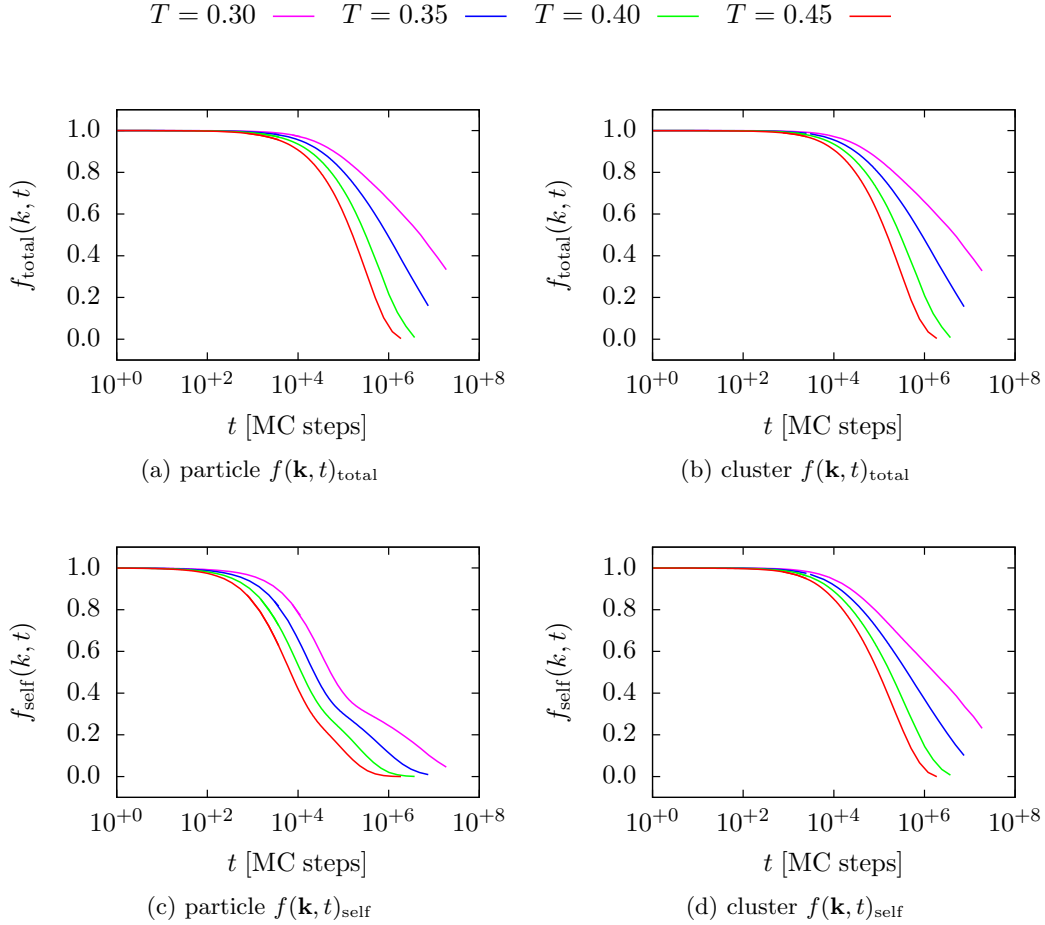 T = 0.30 T = 0.35 T = 0.40 T = 0.45
1.0
0.8
0.6
0.4
0.2
0.0
f_total(k, t)
10^+0 10^+2 10^+4 10^+6 10^+8
t [MC steps]
(a) particle f(k, t)_total
1.0
0.8
0.6
0.4
0.2
0.0
f_total(k, t)
10^+0 10^+2 10^+4 10^+6 10^+8
t [MC steps]
(b) cluster f(k, t)_total
1.0
0.8
0.6
0.4
0.2
0.0
f_self(k, t)
10^+0 10^+2 10^+4 10^+6 10^+8
t [MC steps]
(c) particle f(k, t)_self
1.0
0.8
0.6
0.4
0.2
0.0
f_self(k, t)
10^+0 10^+2 10^+4 10^+6 10^+8
t [MC steps]
(d) cluster f(k, t)_self